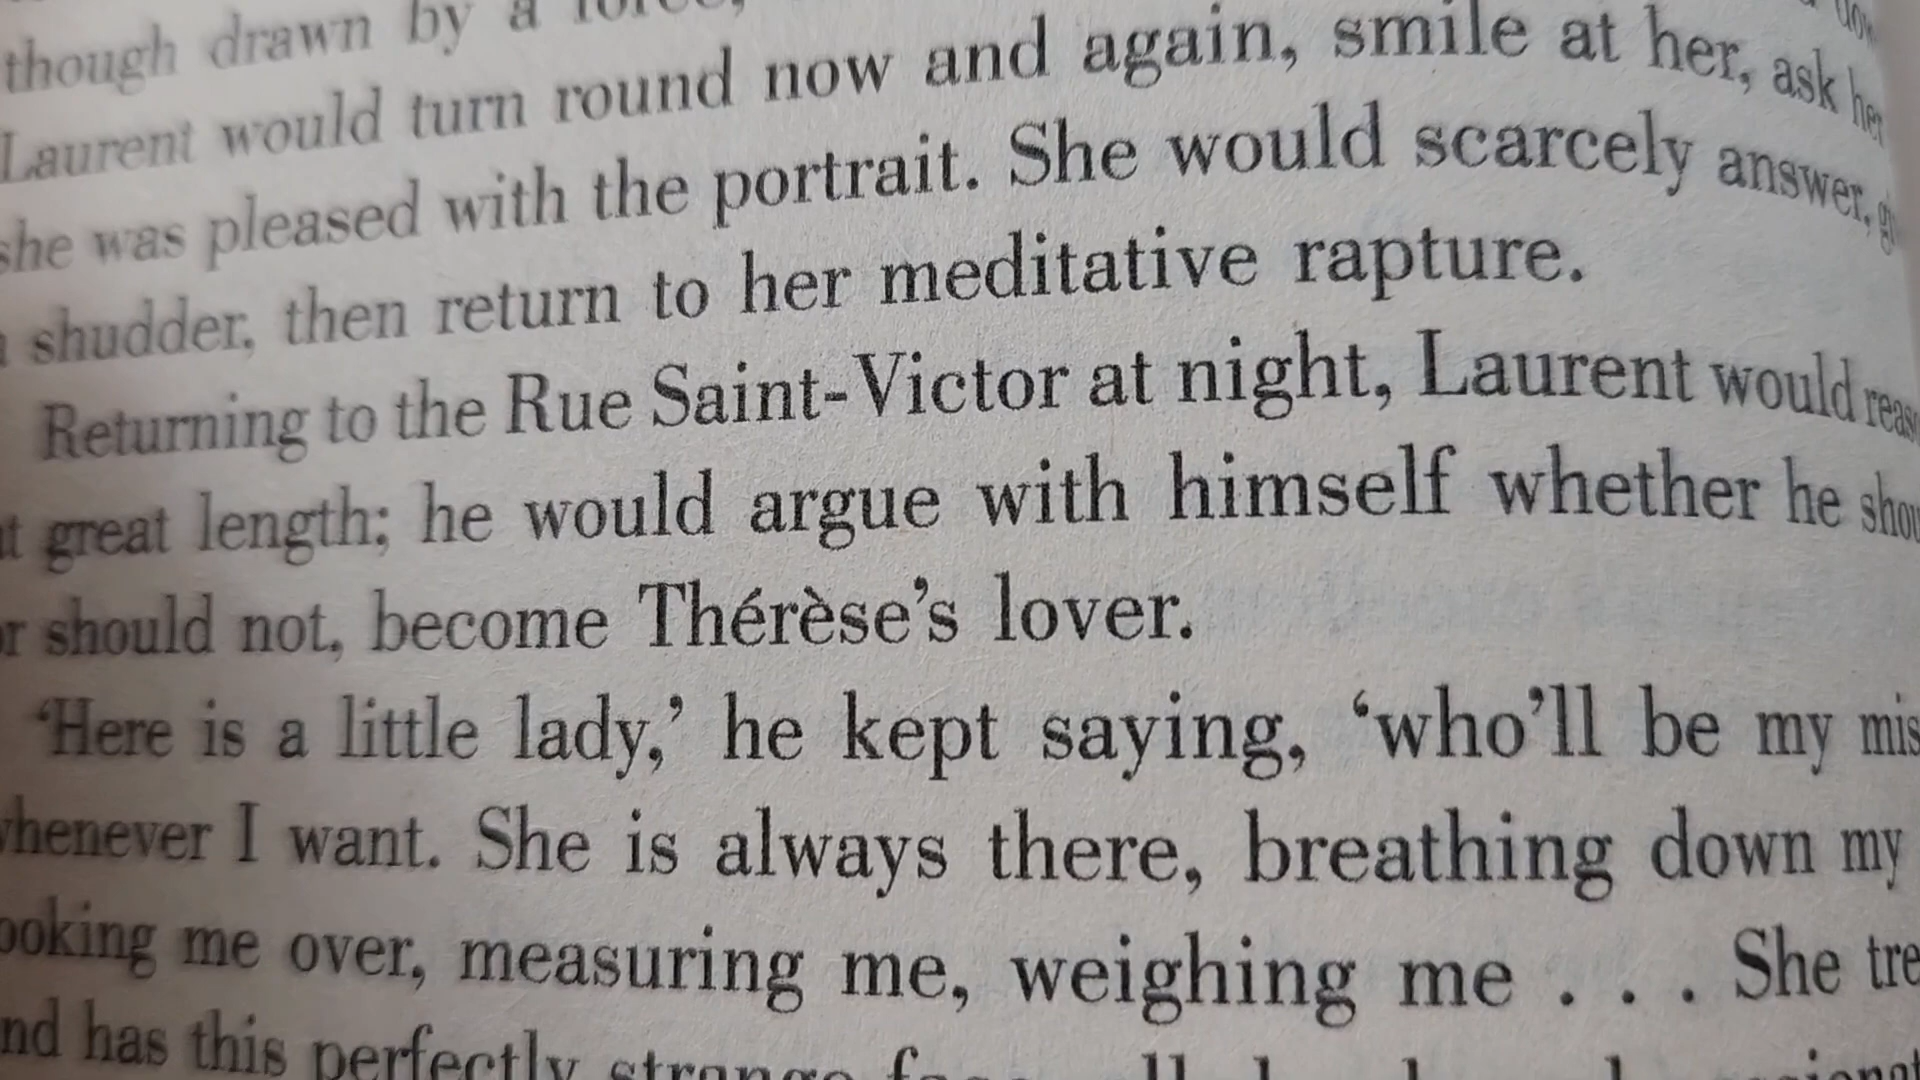 though drawn by a force,
Laurent would turn round now and again, smile at her, ask her
she was pleased with the portrait. She would scarcely answer,
shudder, then return to her meditative rapture.
Returning to the Rue Saint-Victor at night, Laurent would
great length; he would argue with himself whether he
should not, become Thérèse's lover.
‘Here is a little lady,’ he kept saying, ‘who’ll be my
whenever I want. She is always there, breathing down my
me over, measuring me, weighing me . . . She
has this perfectly strange